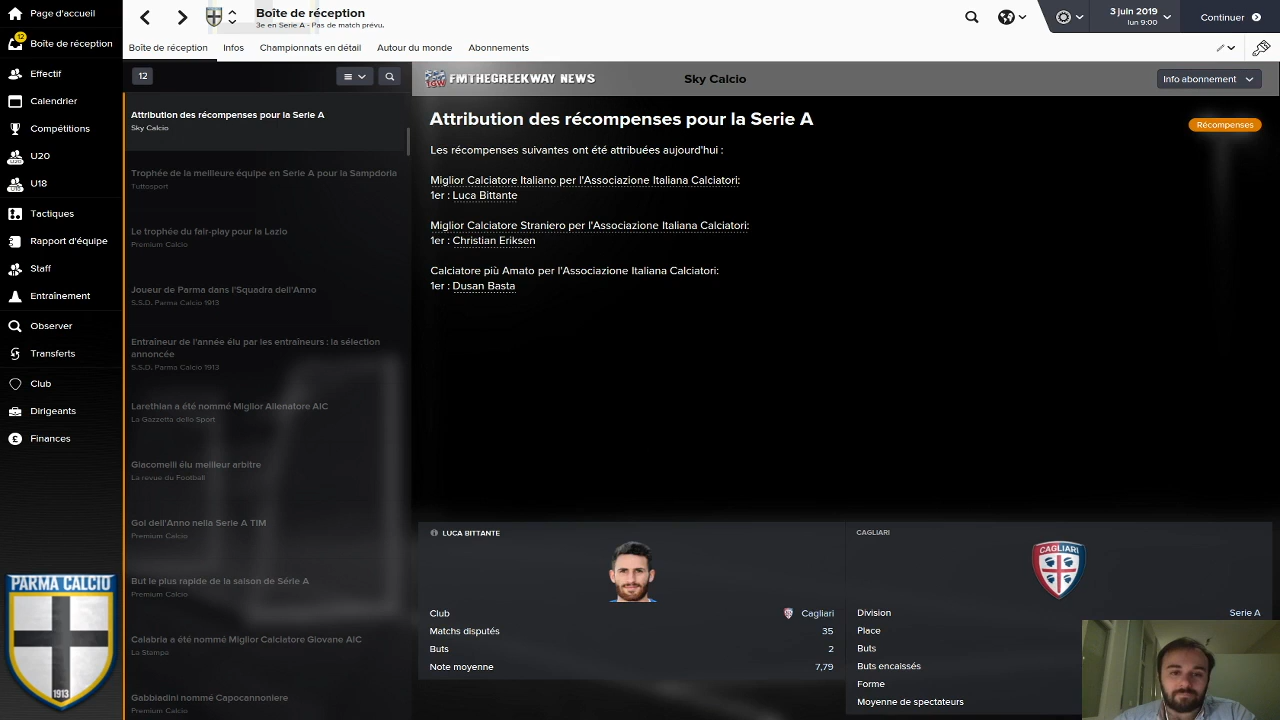 Page d'accueil
12
Boîte de réception
Effectif
Calendrier
Compétitions
U20
U20
U18
U18
Tactiques
Rapport d'équipe
Staff
Entraînement
Observer
Transferts
Club
Dirigeants
Finances
PARMA CALCIO
1913
Boîte de réception
3e en Serie A - Pas de match prévu.
3 juin 2019
lun 9:00
Continuer
Boîte de réception
Infos
Championnats en détail
Autour du monde
Abonnements
12
Attribution des récompenses pour la Serie A
Sky Calcio
Trophée de la meilleure équipe en Serie A pour la Sampdoria
Tuttosport
Le trophée du fair-play pour la Lazio
Premium Calcio
Joueur de Parma dans l'Squadra dell'Anno
S.S.D. Parma Calcio 1913
Entraîneur de l'année élu par les entraîneurs : la sélection
annoncée
S.S.D. Parma Calcio 1913
Larethian a été nommé Miglior Allenatore AIC
La Gazzetta dello Sport
Giacomelli élu meilleur arbitre
La revue du Football
Gol dell'Anno nella Serie A TIM
Premium Calcio
But le plus rapide de la saison de Série A
Premium Calcio
Calabria a été nommé Miglior Calciatore Giovane AIC
La Stampa
Gabbiadini nommé Capocannoniere
Premium Calcio
FMTHEGREEKWAY NEWS
Sky Calcio
Info abonnement
Attribution des récompenses pour la Serie A
Récompenses
Les récompenses suivantes ont été attribuées aujourd'hui :
Miglior Calciatore Italiano per l'Associazione Italiana Calciatori:
1er : Luca Bittante
Miglior Calciatore Straniero per l'Associazione Italiana Calciatori:
1er : Christian Eriksen
Calciatore più Amato per l'Associazione Italiana Calciatori:
1er : Dusan Basta
LUCA BITTANTE
Club Cagliari
Matchs disputés 35
Buts 2
Note moyenne 7,79
CAGLIARI
CAGLIARI
Division Serie A
Place
Buts
Buts encaissés
Forme
Moyenne de spectateurs